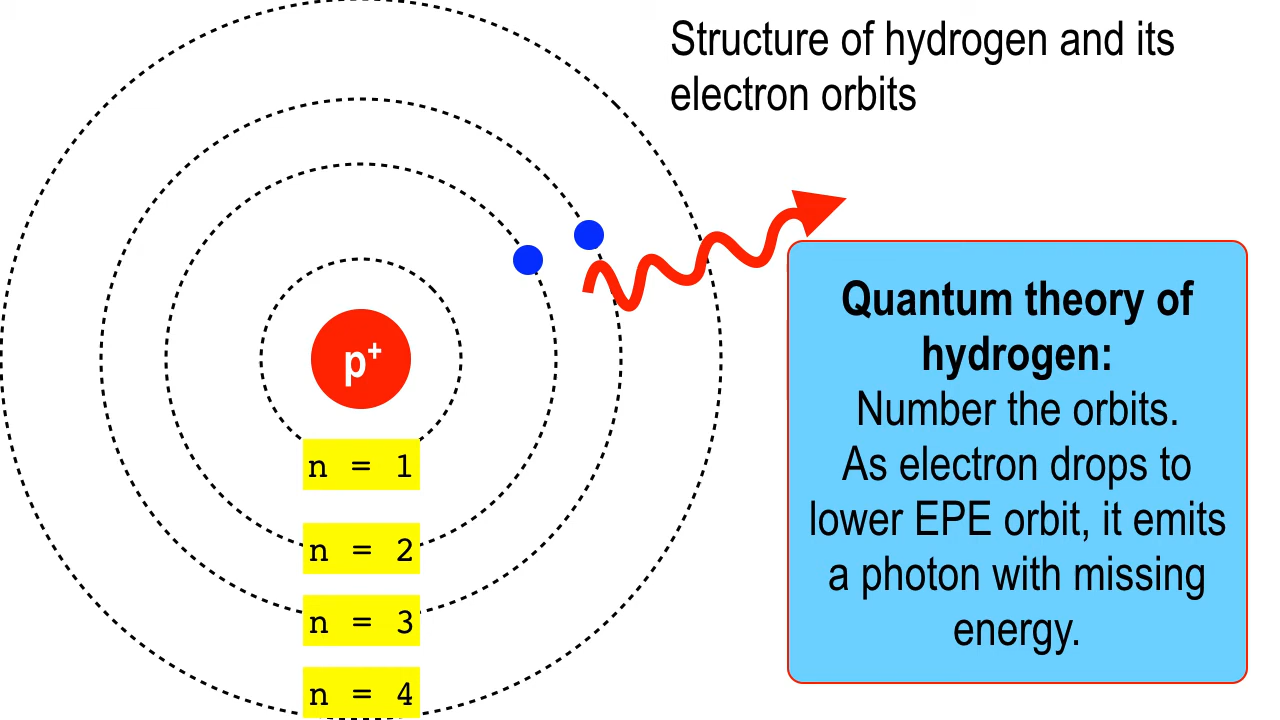 Structure of hydrogen and its
electron orbits
p⁺
n = 1
n = 2
n = 3
n = 4
Quantum theory of
hydrogen:
Number the orbits.
As electron drops to
lower EPE orbit, it emits
a photon with missing
energy.